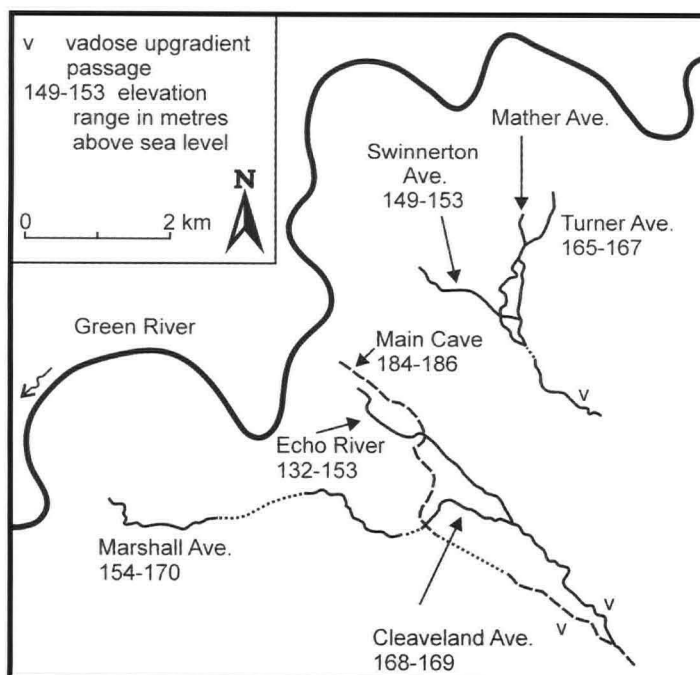 v vadose upgradient
passage
149-153 elevation
range in metres
above sea level
N
0 2 km
Mather Ave.
Swinnerton
Ave.
149-153
Turner Ave.
165-167
Green River
Main Cave
184-186
v
Echo River
132-153
Marshall Ave.
154-170
v
v
Cleaveland Ave.
168-169